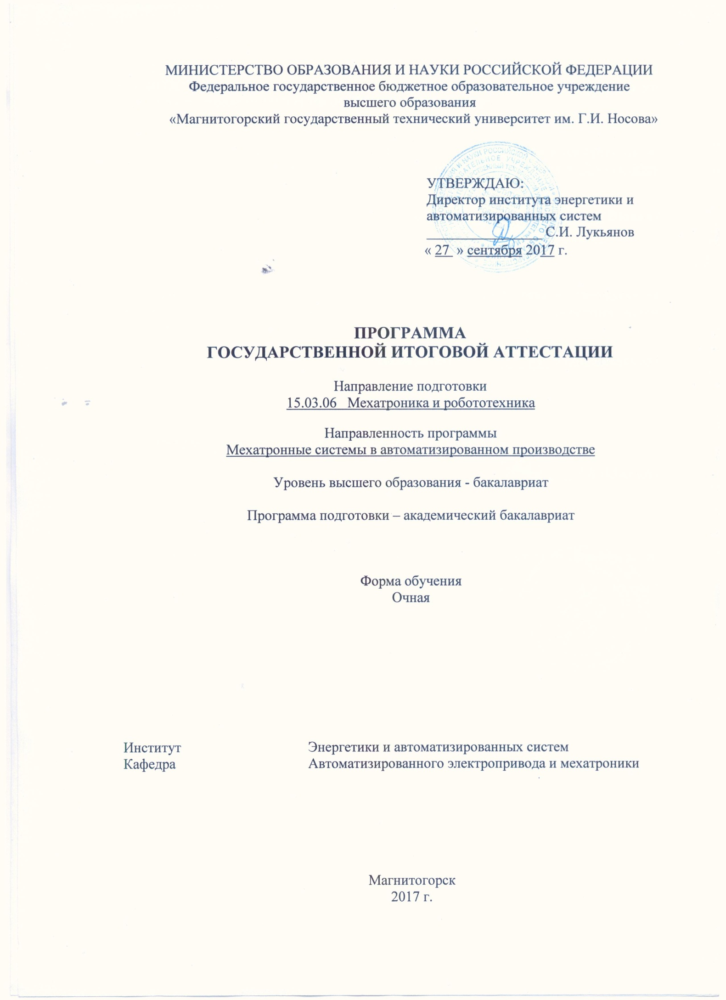 МИНИСТЕРСТВО ОБРАЗОВАНИЯ И НАУКИ РОССИЙСКОЙ ФЕДЕРАЦИИ
Федеральное государственное бюджетное образовательное учреждение
высшего образования
«Магнитогорский государственный технический университет им. Г.И. Носова»
УТВЕРЖДАЮ:
Директор института энергетики и
автоматизированных систем
С.И. Лукьянов
« 27 » сентября 2017 г.
ПРОГРАММА
ГОСУДАРСТВЕННОЙ ИТОГОВОЙ АТТЕСТАЦИИ
Направление подготовки
15.03.06 Мехатроника и робототехника
Направленность программы
Мехатронные системы в автоматизированном производстве
Уровень высшего образования - бакалавриат
Программа подготовки – академический бакалавриат
Форма обучения
Очная
Институт Энергетики и автоматизированных систем
Кафедра Автоматизированного электропривода и мехатроники
Магнитогорск
2017 г.